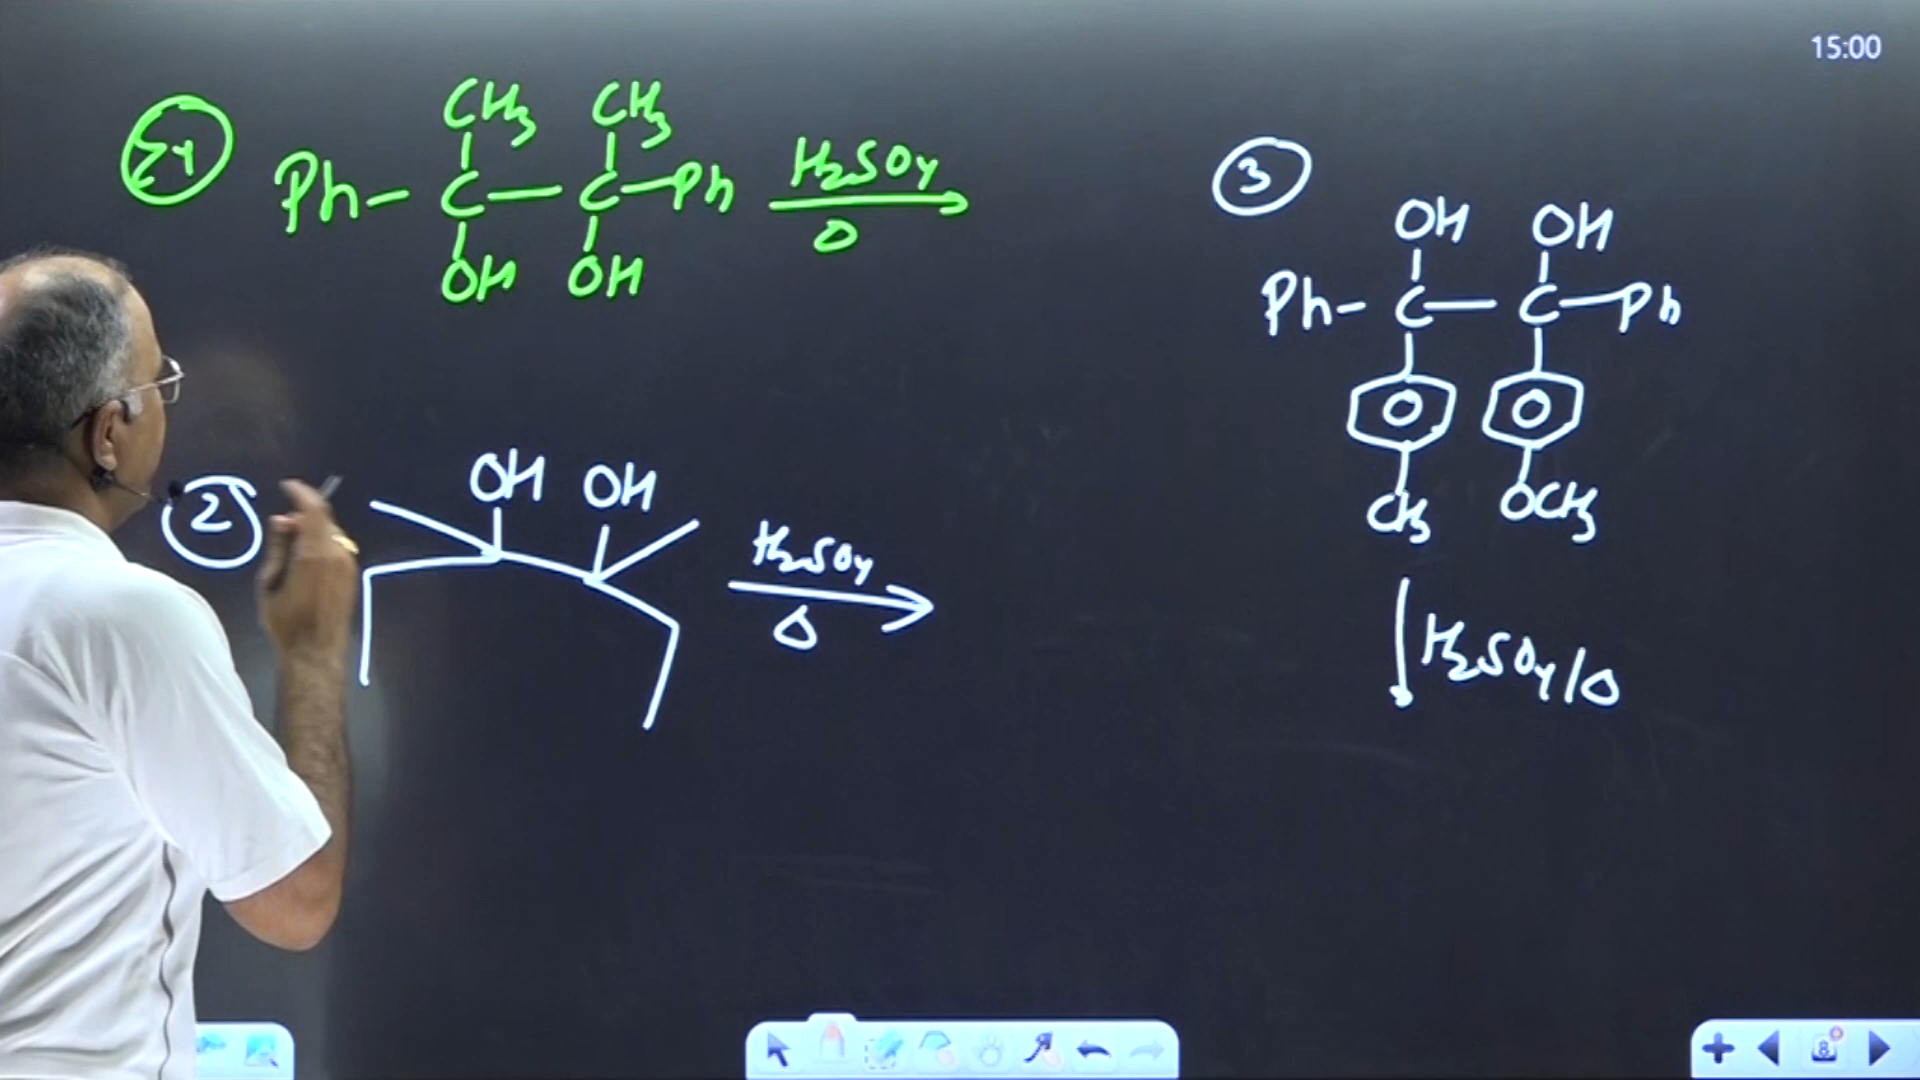 15:00
Ex
CH3 CH3
Ph-C-C-Ph H2SO4
Δ
OH OH
3
OH OH
Ph-C-C-Ph
CH3 OCH3
H2SO4/Δ
2
OH OH
H2SO4
Δ
8